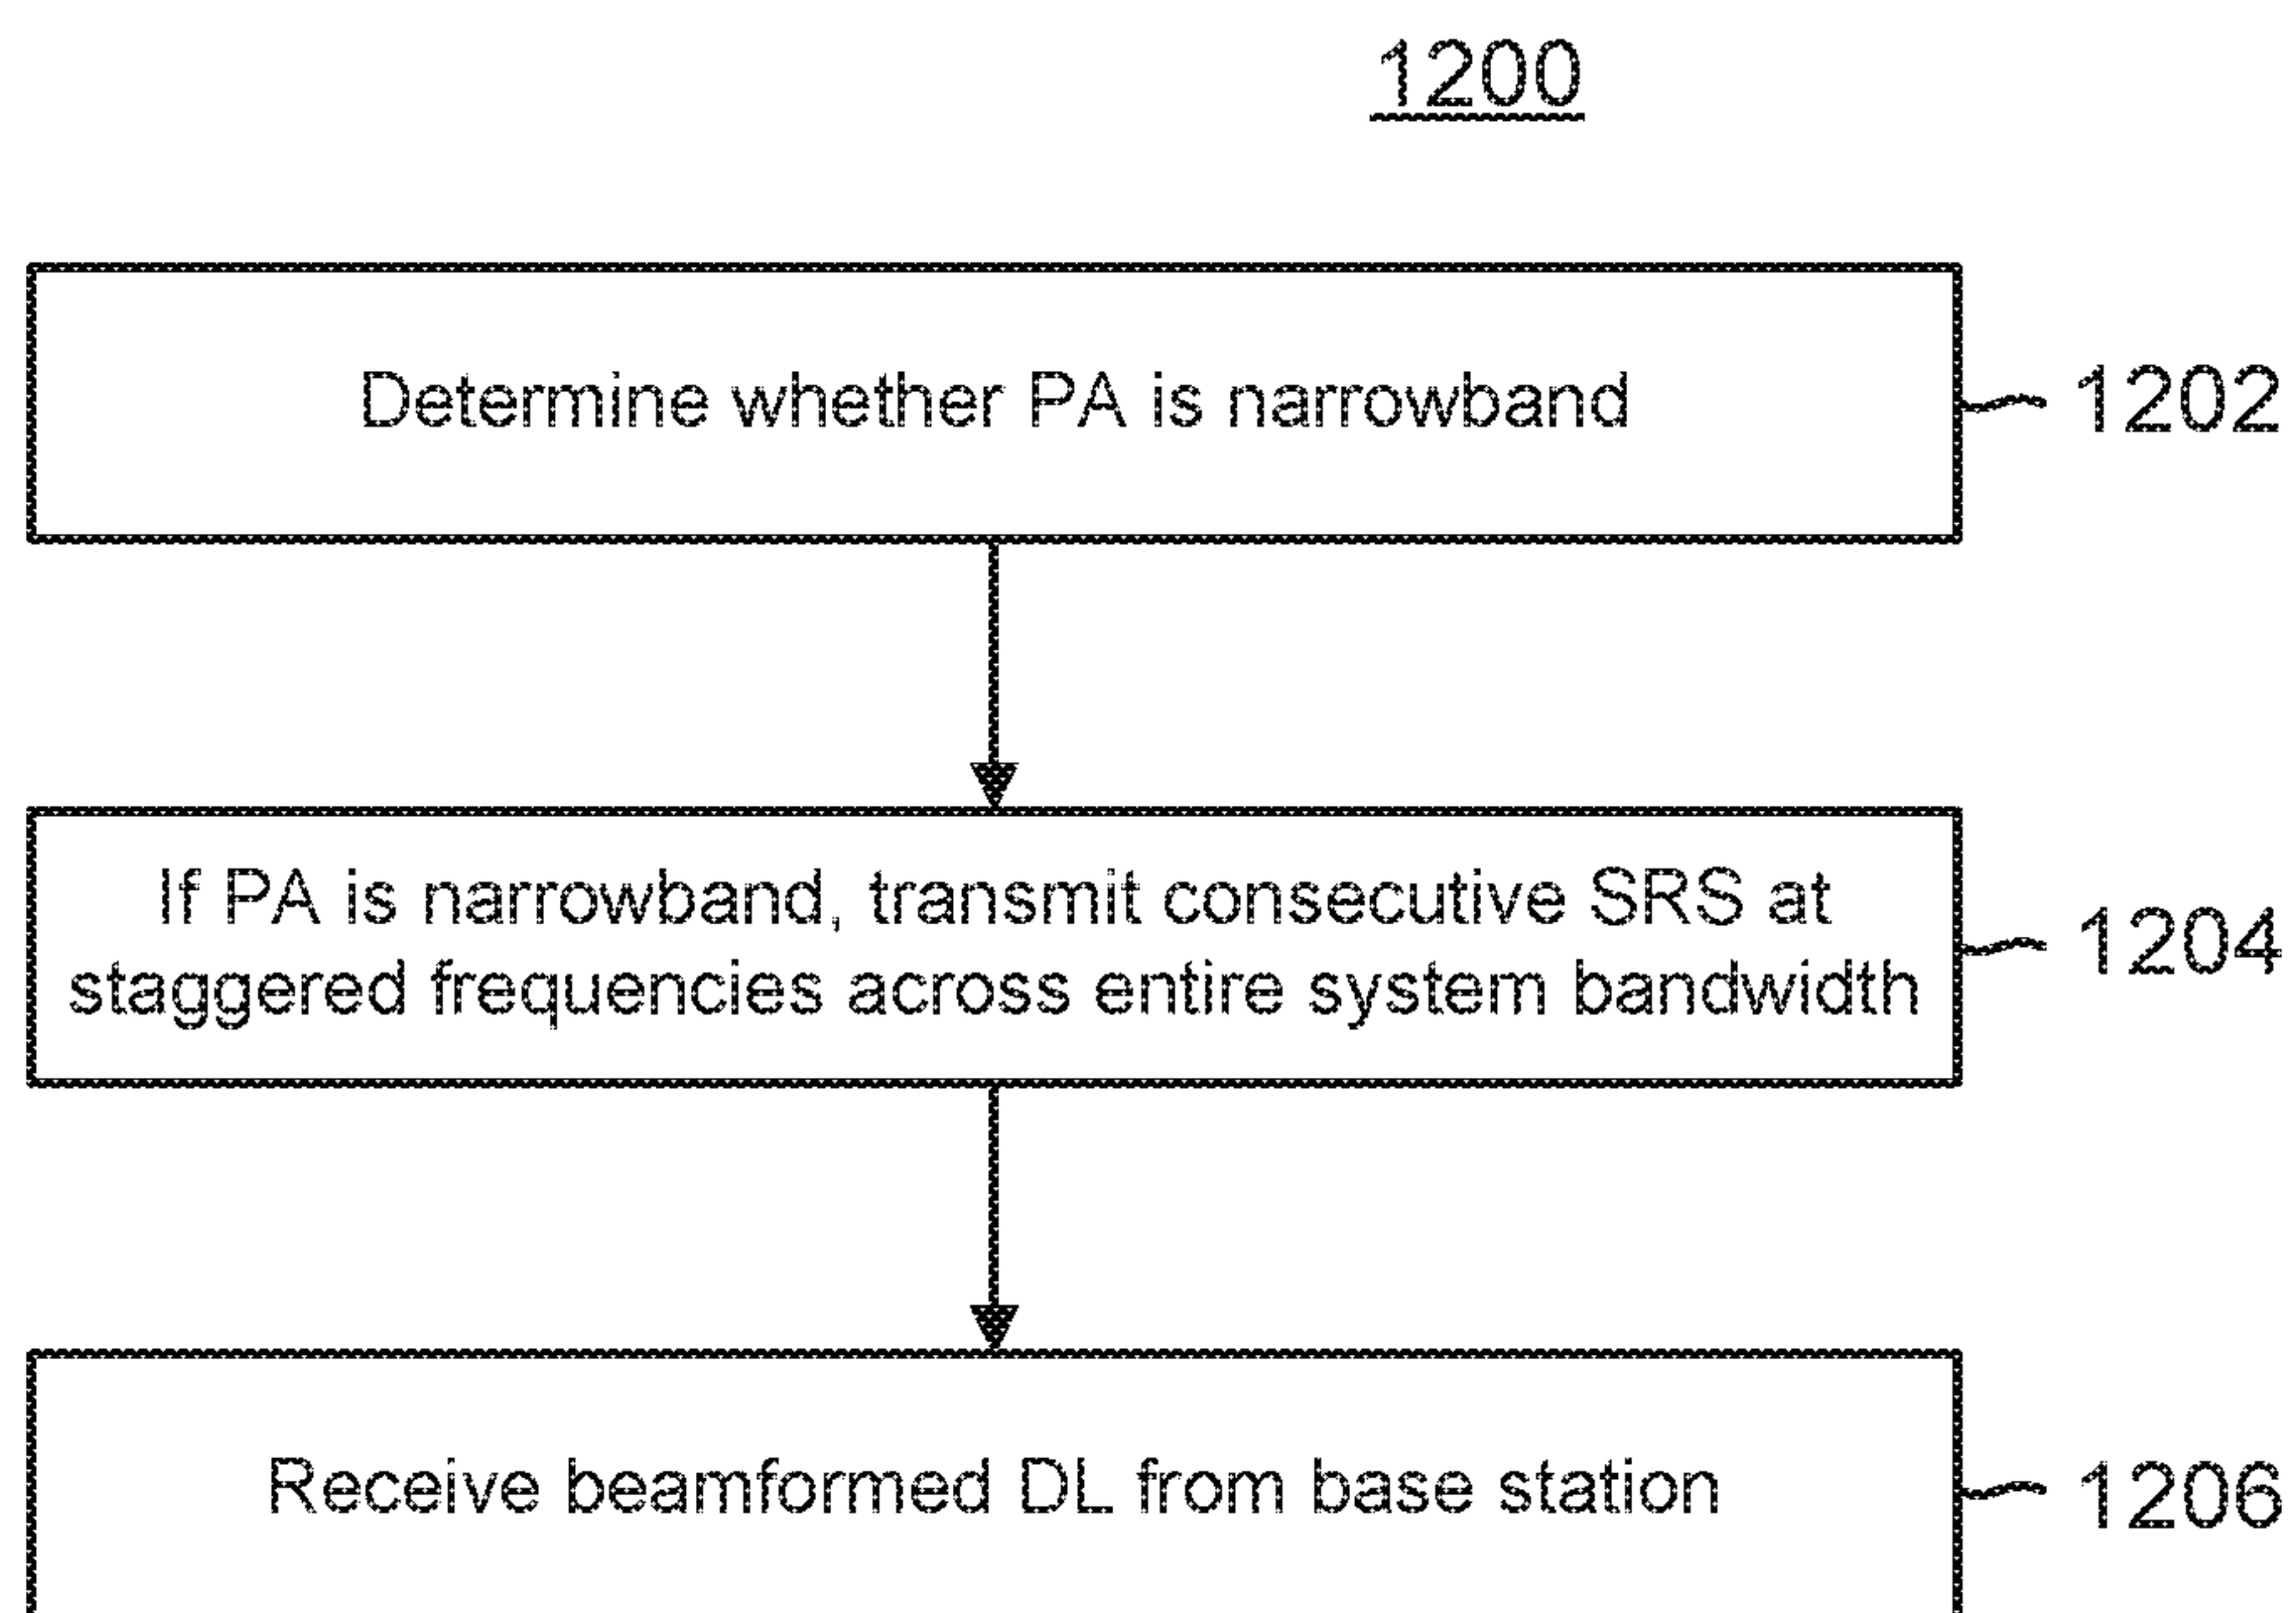 1200
Determine whether PA is narrowband
1202
If PA is narrowband, transmit consecutive SRS at
staggered frequencies across entire system bandwidth
1204
Receive beamformed DL from base station
1206